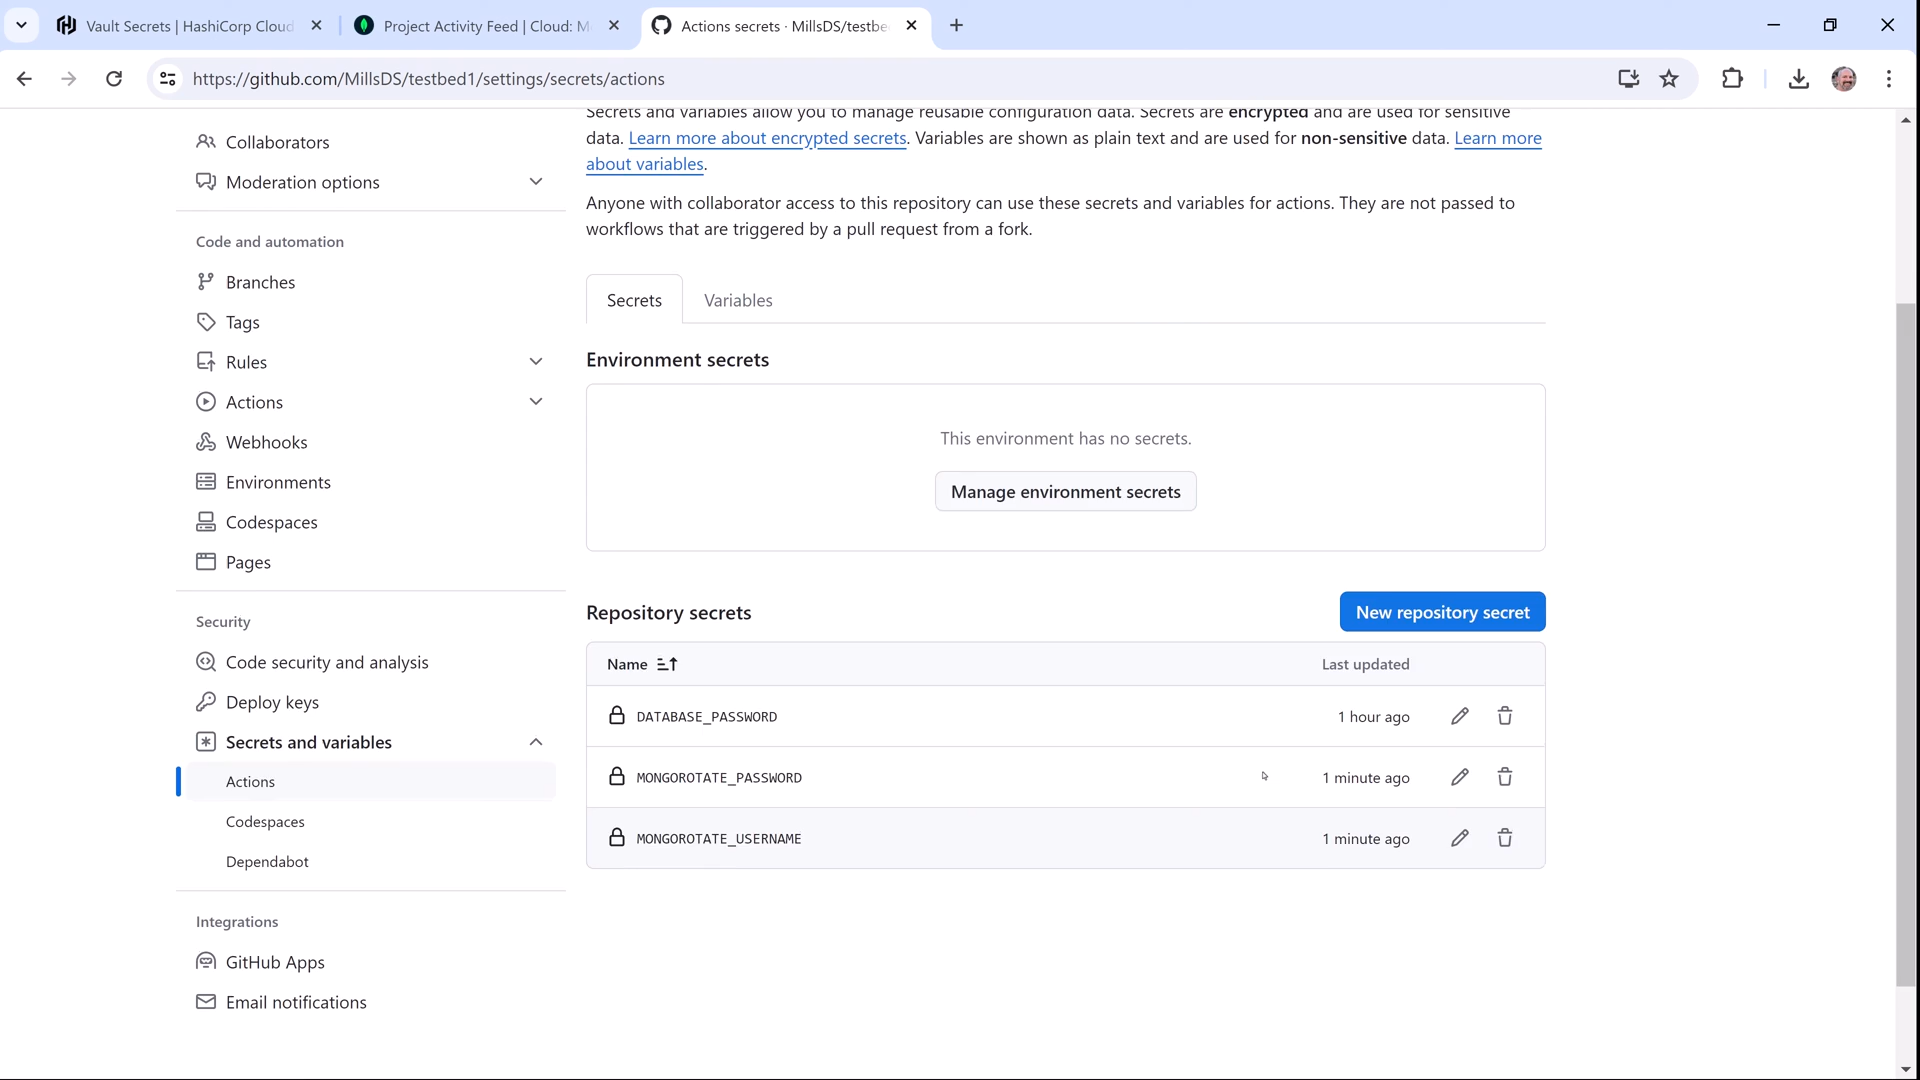 Vault Secrets | HashiCorp Cloud
Project Activity Feed | Cloud: M
Actions secrets · MillsDS/testbe
https://github.com/MillsDS/testbed1/settings/secrets/actions
Secrets and variables allow you to manage reusable configuration data. Secrets are encrypted and are used for sensitive
data. Learn more about encrypted secrets. Variables are shown as plain text and are used for non-sensitive data. Learn more
about variables.
Anyone with collaborator access to this repository can use these secrets and variables for actions. They are not passed to
workflows that are triggered by a pull request from a fork.
Collaborators
Moderation options
Code and automation
Branches
Tags
Rules
Actions
Webhooks
Environments
Codespaces
Pages
Security
Code security and analysis
Deploy keys
Secrets and variables
Actions
Codespaces
Dependabot
Integrations
GitHub Apps
Email notifications
Secrets
Variables
Environment secrets
This environment has no secrets.
Manage environment secrets
Repository secrets
New repository secret
Name
Last updated
DATABASE_PASSWORD
1 hour ago
MONGOROTATE_PASSWORD
1 minute ago
MONGOROTATE_USERNAME
1 minute ago